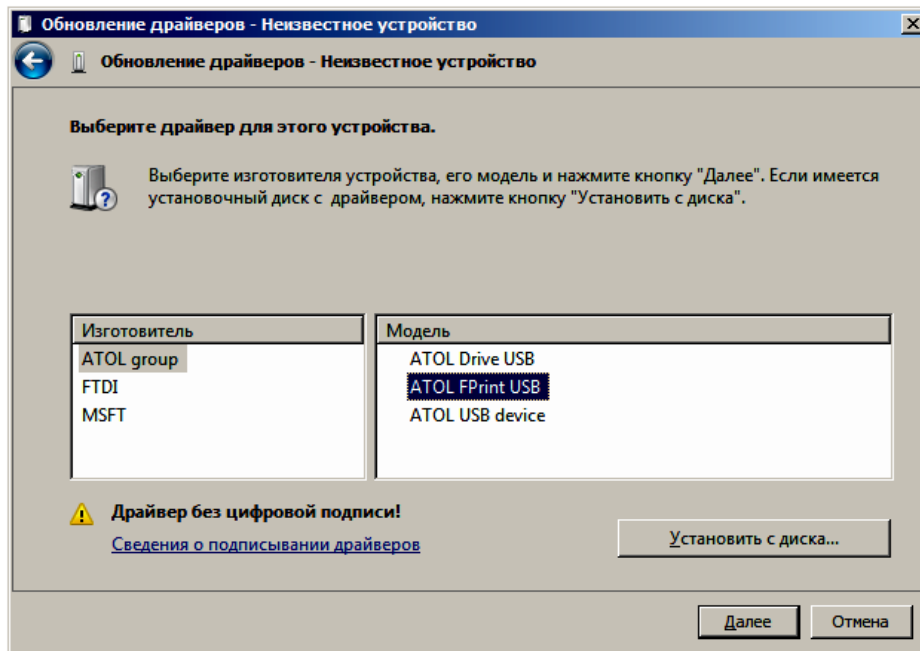 Обновление драйверов - Неизвестное устройство
Обновление драйверов - Неизвестное устройство
Выберите драйвер для этого устройства.
Выберите изготовителя устройства, его модель и нажмите кнопку "Далее". Если имеется
установочный диск с драйвером, нажмите кнопку "Установить с диска".
Изготовитель
ATOL group
FTDI
MSFT
Модель
ATOL Drive USB
ATOL FPrint USB
ATOL USB device
Драйвер без цифровой подписи!
Сведения о подписывании драйверов
Установить с диска...
Далее
Отмена